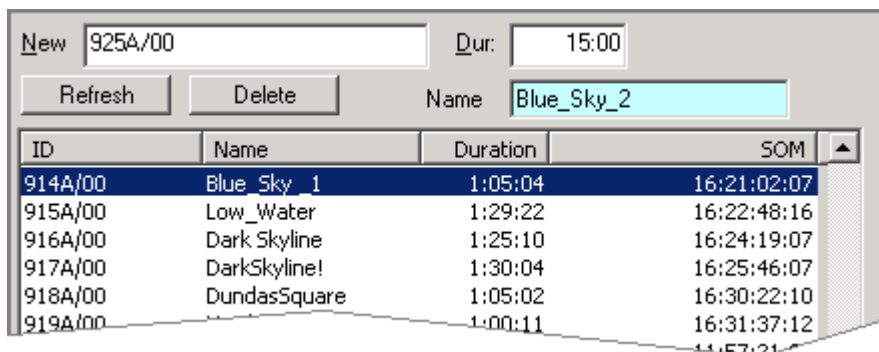 New 925A/00 Dur: 15:00
Refresh Delete Name Blue_Sky_2
ID Name Duration SOM
914A/00 Blue_Sky _1 1:05:04 16:21:02:07
915A/00 Low_Water 1:29:22 16:22:48:16
916A/00 Dark Skyline 1:25:10 16:24:19:07
917A/00 DarkSkyline! 1:30:04 16:25:46:07
918A/00 DundasSquare 1:05:02 16:30:22:10
919A/00 1:00:11 16:31:37:12